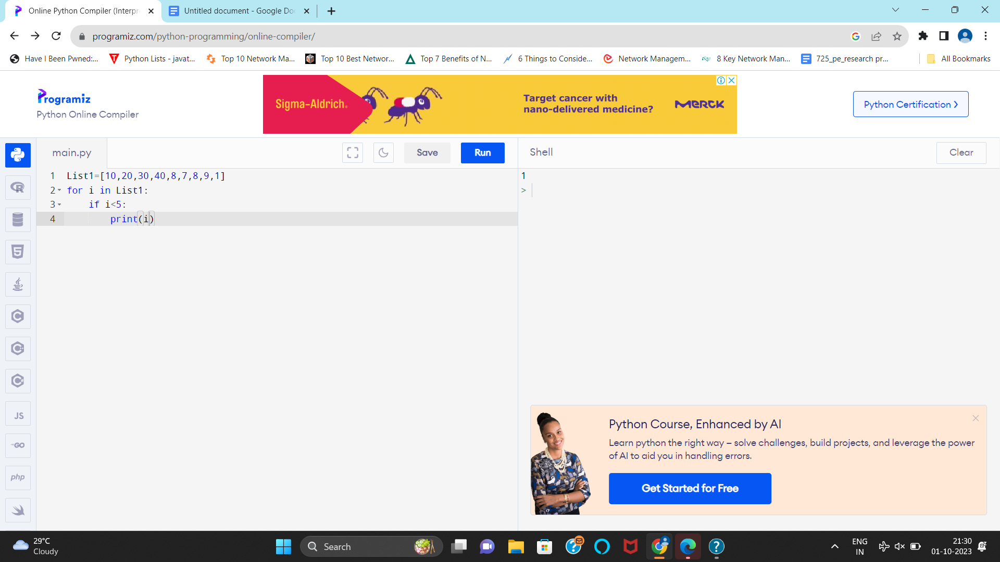 Online Python Compiler (Interpr
Untitled document - Google Doc
programiz.com/python-programming/online-compiler/
Have I Been Pwned:...
Python Lists - javat...
Top 10 Network Ma...
Top 10 Best Networ...
Top 7 Benefits of N...
6 Things to Conside...
Network Managem...
8 Key Network Man...
725_pe_research pr...
All Bookmarks
Programiz
Python Online Compiler
Sigma-Aldrich
Target cancer with
nano-delivered medicine?
MERCK
Python Certification >
main.py
Save
Run
Shell
Clear
1 List1=[10,20,30,40,8,7,8,9,1]
2 for i in List1:
3 if i<5:
4 print(i)
1
>
R
5
C
C
C
JS
GO
php
Python Course, Enhanced by AI
Learn python the right way – solve challenges, build projects, and leverage the power
of AI to aid you in handling errors.
Get Started for Free
29°C
Cloudy
Search
ENG
IN
21:30
01-10-2023